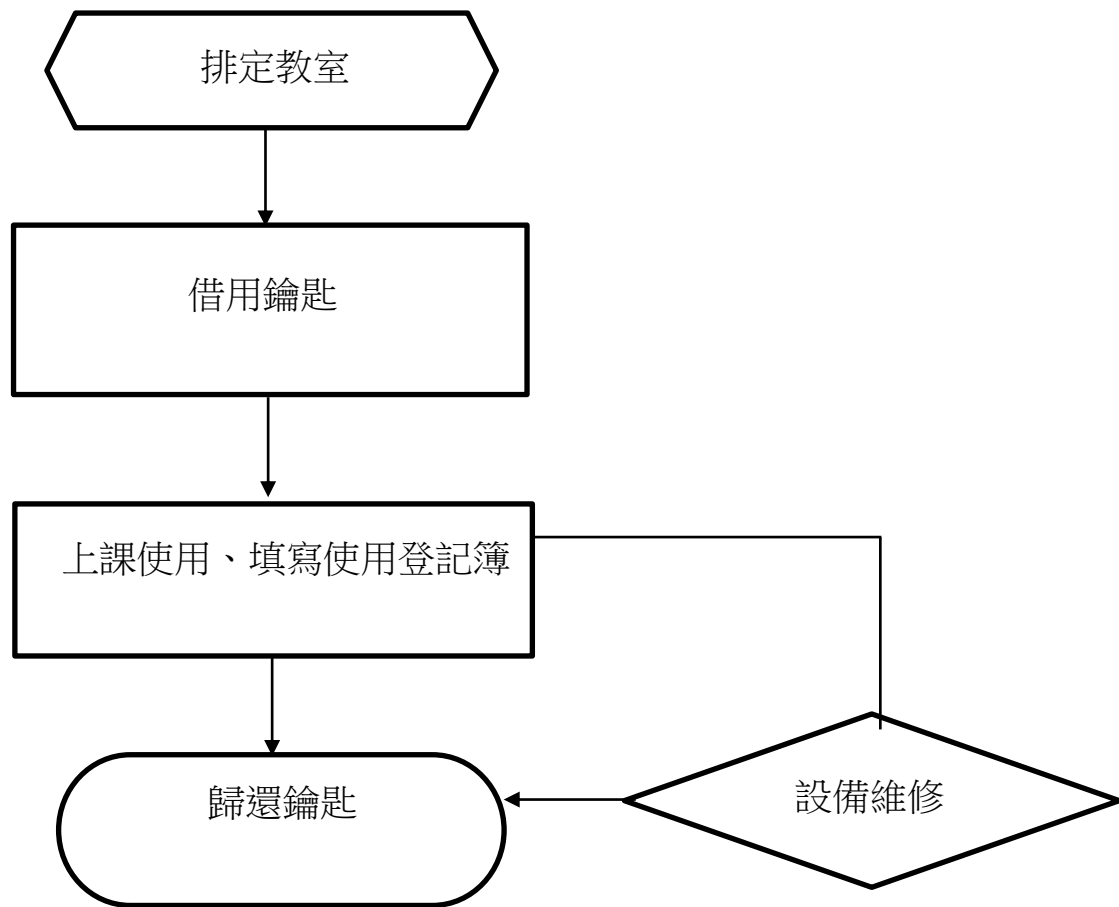 排定教室
借用鑰匙
上課使用、填寫使用登記簿
歸還鑰匙
設備維修